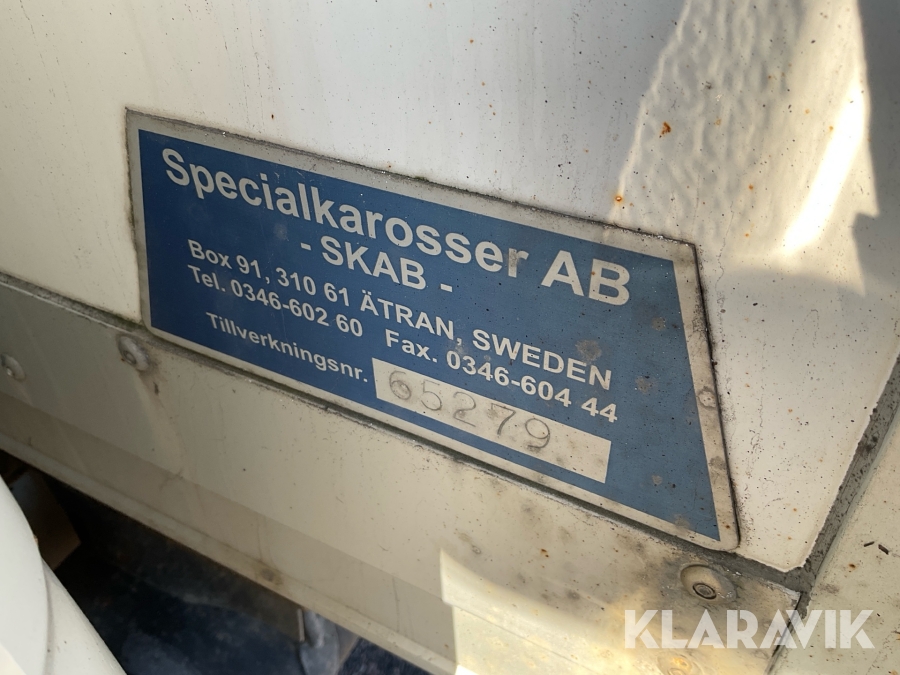 Specialkarosser AB
- SKAB -
Box 91, 310 61 ÄTRAN, SWEDEN
Tel. 0346-602 60 Fax. 0346-604 44
Tillverkningsnr. 65279
KLARAVIK